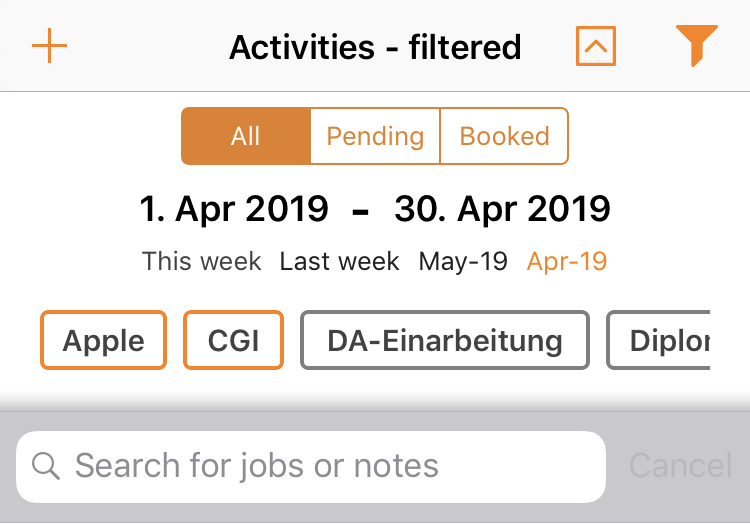 Activities - filtered
All Pending Booked
1. Apr 2019 - 30. Apr 2019
This week Last week May-19 Apr-19
Apple CGI DA-Einarbeitung
Search for jobs or notes Cancel